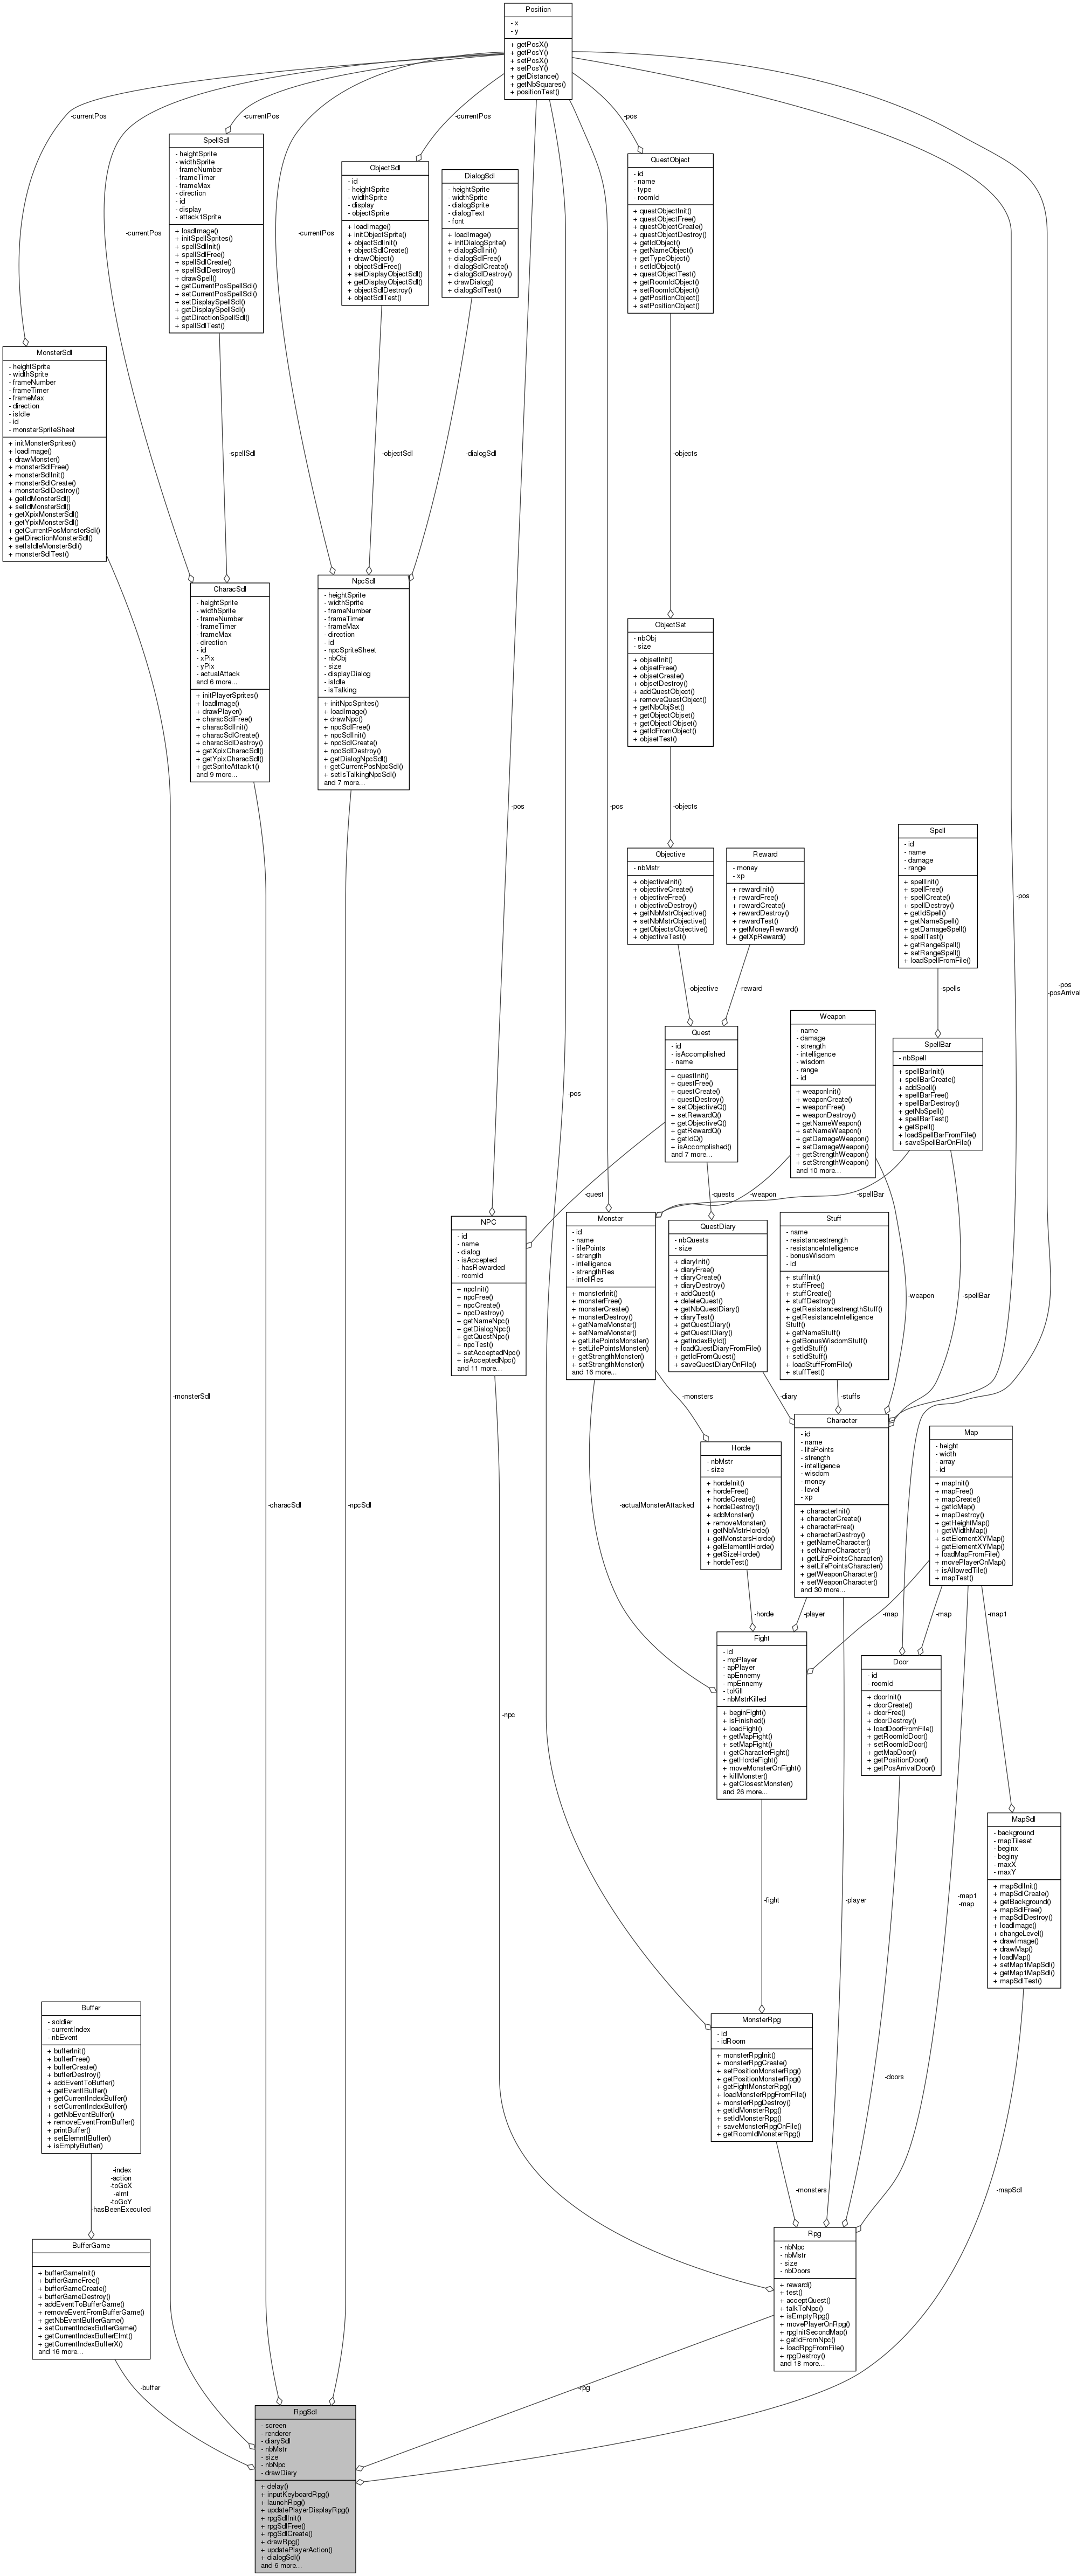 Position
- x
- y
+ getPosX()
+ getPosY()
+ setPosX()
+ setPosY()
+ getDistance()
+ getNbSquares()
+ positionTest()
-currentPos
-currentPos
-currentPos
-pos
SpellSdl
- heightSprite
- widthSprite
- frameNumber
- frameTimer
- frameMax
- direction
- id
- display
- attack1Sprite
+ loadImage()
+ initSpellSprites()
+ spellSdlInit()
+ spellSdlFree()
+ spellSdlCreate()
+ spellSdlDestroy()
+ drawSpell()
+ getCurrentPosSpellSdl()
+ setCurrentPosSpellSdl()
+ setDisplaySpellSdl()
+ getDisplaySpellSdl()
+ getDirectionSpellSdl()
+ spellSdlTest()
ObjectSdl
- id
- heightSprite
- widthSprite
- display
- objectSprite
+ loadImage()
+ initObjectSprite()
+ objectSdlInit()
+ objectSdlCreate()
+ drawObject()
+ objectSdlFree()
+ setDisplayObjectSdl()
+ getDisplayObjectSdl()
+ objectSdlDestroy()
+ objectSdlTest()
DialogSdl
- heightSprite
- widthSprite
- dialogSprite
- dialogText
- font
+ loadImage()
+ initDialogSprite()
+ dialogSdlInit()
+ dialogSdlFree()
+ dialogSdlCreate()
+ dialogSdlDestroy()
+ drawDialog()
+ dialogSdlTest()
QuestObject
- id
- name
- type
- roomId
+ questObjectInit()
+ questObjectFree()
+ questObjectCreate()
+ questObjectDestroy()
+ getIdObject()
+ getNameObject()
+ getTypeObject()
+ setIdObject()
+ questObjectTest()
+ getRoomIdObject()
+ setRoomIdObject()
+ getPositionObject()
+ setPositionObject()
-currentPos
-currentPos
MonsterSdl
- heightSprite
- widthSprite
- frameNumber
- frameTimer
- frameMax
- direction
- isIdle
- id
- monsterSpriteSheet
+ initMonsterSprites()
+ loadImage()
+ drawMonster()
+ monsterSdlFree()
+ monsterSdlInit()
+ monsterSdlCreate()
+ monsterSdlDestroy()
+ getIdMonsterSdl()
+ setIdMonsterSdl()
+ getXpixMonsterSdl()
+ getYpixMonsterSdl()
+ getCurrentPosMonsterSdl()
+ getDirectionMonsterSdl()
+ setIsIdleMonsterSdl()
+ monsterSdlTest()
-spellSdl
-objectSdl
-dialogSdl
-objects
CharacSdl
- heightSprite
- widthSprite
- frameNumber
- frameTimer
- frameMax
- direction
- id
- xPix
- yPix
- actualAttack
and 6 more...
+ initPlayerSprites()
+ loadImage()
+ drawPlayer()
+ characSdlFree()
+ characSdlInit()
+ characSdlCreate()
+ characSdlDestroy()
+ getXpixCharacSdl()
+ getYpixCharacSdl()
+ getSpriteAttack1()
and 9 more...
NpcSdl
- heightSprite
- widthSprite
- frameNumber
- frameTimer
- frameMax
- direction
- id
- npcSpriteSheet
- nbObj
- size
- displayDialog
- isIdle
- isTalking
+ initNpcSprites()
+ loadImage()
+ drawNpc()
+ npcSdlFree()
+ npcSdlInit()
+ npcSdlCreate()
+ npcSdlDestroy()
+ getDialogNpcSdl()
+ getCurrentPosNpcSdl()
+ setIsTalkingNpcSdl()
and 7 more...
ObjectSet
- nbObj
- size
+ objsetInit()
+ objsetFree()
+ objsetCreate()
+ objsetDestroy()
+ addQuestObject()
+ removeQuestObject()
+ getNbObjSet()
+ getObjectObjset()
+ getObjectIObjset()
+ getIdFromObject()
+ objsetTest()
-pos
-pos
-objects
Objective
- nbMstr
+ objectiveInit()
+ objectiveCreate()
+ objectiveFree()
+ objectiveDestroy()
+ getNbMstrObjective()
+ setNbMstrObjective()
+ getObjectsObjective()
+ objectiveTest()
Reward
- money
- xp
+ rewardInit()
+ rewardFree()
+ rewardCreate()
+ rewardDestroy()
+ rewardTest()
+ getMoneyReward()
+ getXpReward()
Spell
- id
- name
- damage
- range
+ spellInit()
+ spellFree()
+ spellCreate()
+ spellDestroy()
+ getIdSpell()
+ getNameSpell()
+ getDamageSpell()
+ spellTest()
+ getRangeSpell()
+ setRangeSpell()
+ loadSpellFromFile()
-pos
-objective
-reward
-spells
-pos
-posArrival
Quest
- id
- isAccomplished
- name
+ questInit()
+ questFree()
+ questCreate()
+ questDestroy()
+ setObjectiveQ()
+ setRewardQ()
+ getObjectiveQ()
+ getRewardQ()
+ getIdQ()
+ isAccomplished()
and 7 more...
Weapon
- name
- damage
- strength
- intelligence
- wisdom
- range
- id
+ weaponInit()
+ weaponCreate()
+ weaponFree()
+ weaponDestroy()
+ getNameWeapon()
+ setNameWeapon()
+ getDamageWeapon()
+ setDamageWeapon()
+ getStrengthWeapon()
+ setStrengthWeapon()
and 10 more...
SpellBar
- nbSpell
+ spellBarInit()
+ spellBarCreate()
+ addSpell()
+ spellBarFree()
+ spellBarDestroy()
+ getNbSpell()
+ spellBarTest()
+ getSpell()
+ loadSpellBarFromFile()
+ saveSpellBarOnFile()
-pos
-quest
-quests
-weapon
-spellBar
NPC
- id
- name
- dialog
- isAccepted
- hasRewarded
- roomId
+ npcInit()
+ npcFree()
+ npcCreate()
+ npcDestroy()
+ getNameNpc()
+ getDialogNpc()
+ getQuestNpc()
+ npcTest()
+ setAcceptedNpc()
+ isAcceptedNpc()
and 11 more...
Monster
- id
- name
- lifePoints
- strength
- intelligence
- strengthRes
- intellRes
+ monsterInit()
+ monsterFree()
+ monsterCreate()
+ monsterDestroy()
+ getNameMonster()
+ setNameMonster()
+ getLifePointsMonster()
+ setLifePointsMonster()
+ getStrengthMonster()
+ setStrengthMonster()
and 16 more...
QuestDiary
- nbQuests
- size
+ diaryInit()
+ diaryFree()
+ diaryCreate()
+ diaryDestroy()
+ addQuest()
+ deleteQuest()
+ getNbQuestDiary()
+ diaryTest()
+ getQuestDiary()
+ getQuestIDiary()
+ getIndexById()
+ loadQuestDiaryFromFile()
+ getIdFromQuest()
+ saveQuestDiaryOnFile()
Stuff
- name
- resistancestrength
- resistanceIntelligence
- bonusWisdom
- id
+ stuffInit()
+ stuffFree()
+ stuffCreate()
+ stuffDestroy()
+ getResistancestrengthStuff()
+ getResistanceIntelligence
Stuff()
+ getNameStuff()
+ getBonusWisdomStuff()
+ getIdStuff()
+ setIdStuff()
+ loadStuffFromFile()
+ stuffTest()
-weapon
-spellBar
-monsterSdl
-monsters
-diary
-stuffs
Character
- id
- name
- lifePoints
- strength
- intelligence
- wisdom
- money
- level
- xp
+ characterInit()
+ characterCreate()
+ characterFree()
+ characterDestroy()
+ getNameCharacter()
+ setNameCharacter()
+ getLifePointsCharacter()
+ setLifePointsCharacter()
+ getWeaponCharacter()
+ setWeaponCharacter()
and 30 more...
Map
- height
- width
- array
- id
+ mapInit()
+ mapFree()
+ mapCreate()
+ getIdMap()
+ mapDestroy()
+ getHeightMap()
+ getWidthMap()
+ setElementXYMap()
+ getElementXYMap()
+ loadMapFromFile()
+ movePlayerOnMap()
+ isAllowedTile()
+ mapTest()
Horde
- nbMstr
- size
+ hordeInit()
+ hordeFree()
+ hordeCreate()
+ hordeDestroy()
+ addMonster()
+ removeMonster()
+ getNbMstrHorde()
+ getMonstersHorde()
+ getElementIHorde()
+ getSizeHorde()
+ hordeTest()
-characSdl
-npcSdl
-actualMonsterAttacked
-horde
-player
-map
-map
-map1
Fight
- id
- mpPlayer
- apPlayer
- apEnnemy
- mpEnnemy
- toKill
- nbMstrKilled
+ beginFight()
+ isFinished()
+ loadFight()
+ getMapFight()
+ setMapFight()
+ getCharacterFight()
+ getHordeFight()
+ moveMonsterOnFight()
+ killMonster()
+ getClosestMonster()
and 26 more...
Door
- id
- roomId
+ doorInit()
+ doorCreate()
+ doorFree()
+ doorDestroy()
+ loadDoorFromFile()
+ getRoomIdDoor()
+ setRoomIdDoor()
+ getMapDoor()
+ getPositionDoor()
+ getPosArrivalDoor()
-npc
MapSdl
- background
- mapTileset
- beginx
- beginy
- maxX
- maxY
+ mapSdlInit()
+ mapSdlCreate()
+ getBackground()
+ mapSdlFree()
+ mapSdlDestroy()
+ loadImage()
+ changeLevel()
+ drawImage()
+ drawMap()
+ loadMap()
+ setMap1MapSdl()
+ getMap1MapSdl()
+ mapSdlTest()
-fight
-player
-map1
-map
Buffer
- soldier
- currentIndex
- nbEvent
+ bufferInit()
+ bufferFree()
+ bufferCreate()
+ bufferDestroy()
+ addEventToBuffer()
+ getEventIBuffer()
+ getCurrentIndexBuffer()
+ setCurrentIndexBuffer()
+ getNbEventBuffer()
+ removeEventFromBuffer()
+ printBuffer()
+ setElemntIBuffer()
+ isEmptyBuffer()
MonsterRpg
- id
- idRoom
+ monsterRpgInit()
+ monsterRpgCreate()
+ setPositionMonsterRpg()
+ getPositionMonsterRpg()
+ getFightMonsterRpg()
+ loadMonsterRpgFromFile()
+ monsterRpgDestroy()
+ getIdMonsterRpg()
+ setIdMonsterRpg()
+ saveMonsterRpgOnFile()
+ getRoomIdMonsterRpg()
-doors
-index
-action
-toGoX
-elmt
-toGoY
-hasBeenExecuted
-monsters
-mapSdl
BufferGame
+ bufferGameInit()
+ bufferGameFree()
+ bufferGameCreate()
+ bufferGameDestroy()
+ addEventToBufferGame()
+ removeEventFromBufferGame()
+ getNbEventBufferGame()
+ setCurrentIndexBufferGame()
+ getCurrentIndexBufferElmt()
+ getCurrentIndexBufferX()
and 16 more...
Rpg
- nbNpc
- nbMstr
- size
- nbDoors
+ reward()
+ test()
+ acceptQuest()
+ talkToNpc()
+ isEmptyRpg()
+ movePlayerOnRpg()
+ rpgInitSecondMap()
+ getIdFromNpc()
+ loadRpgFromFile()
+ rpgDestroy()
and 18 more...
-buffer
-rpg
RpgSdl
- screen
- renderer
- diarySdl
- nbMstr
- size
- nbNpc
- drawDiary
+ delay()
+ inputKeyboardRpg()
+ launchRpg()
+ updatePlayerDisplayRpg()
+ rpgSdlInit()
+ rpgSdlFree()
+ rpgSdlCreate()
+ drawRpg()
+ updatePlayerAction()
+ dialogSdl()
and 6 more...